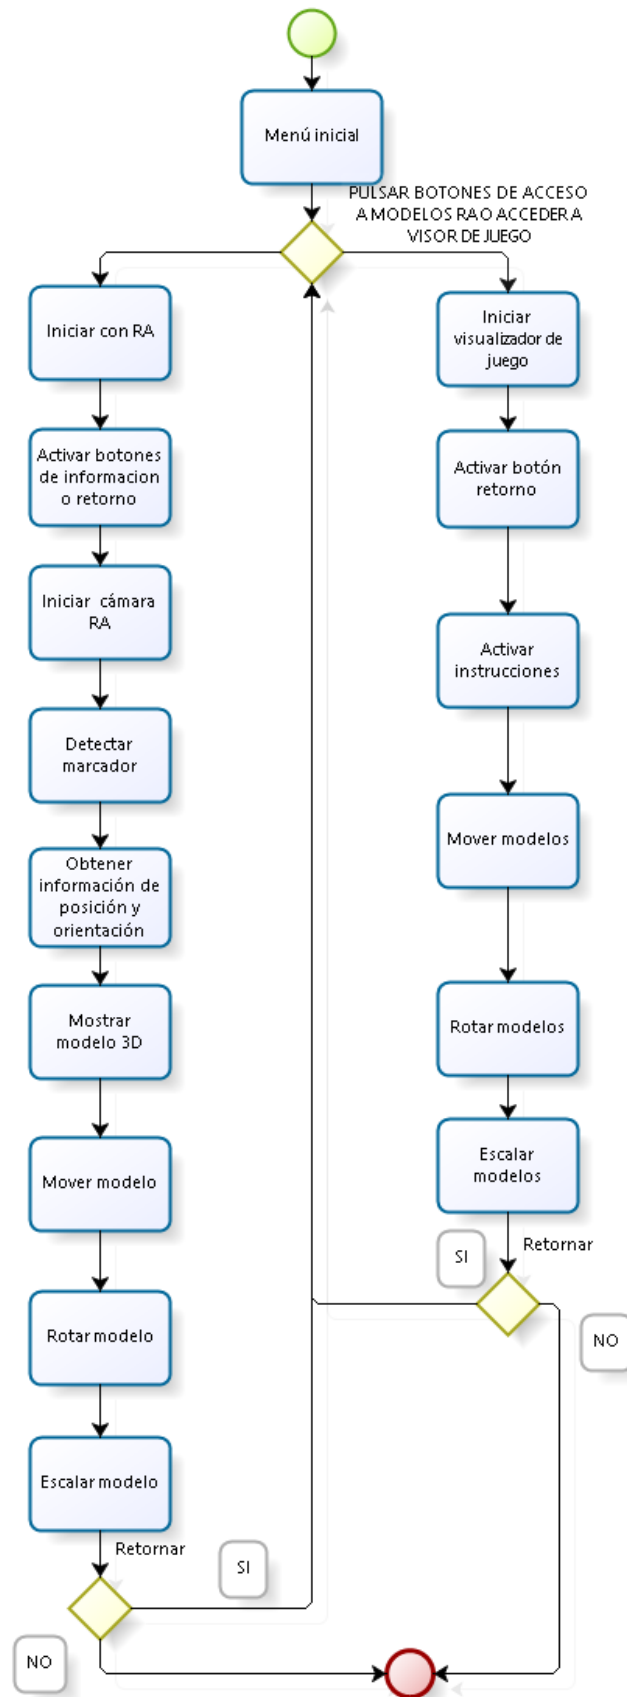 Menú inicial
PULSAR BOTONES DE ACCESO
A MODELOS RA O ACCEDER A
VISOR DE JUEGO
Iniciar con RA
Activar botones
de informacion
o retorno
Iniciar cámara
RA
Detectar
marcador
Obtener
información de
posición y
orientación
Mostrar
modelo 3D
Mover modelo
Rotar modelo
Escalar modelo
Retornar
SI
NO
Iniciar
visualizador de
juego
Activar botón
retorno
Activar
instrucciones
Mover modelos
Rotar modelos
Escalar
modelos
Retornar
SI
NO